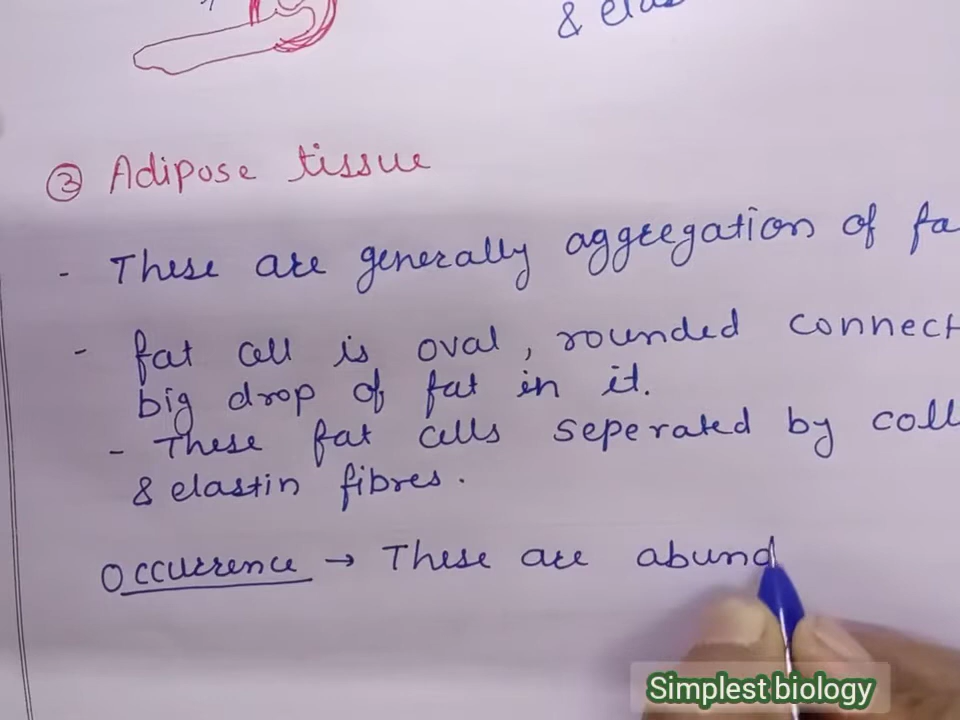 & elas
③ Adipose tissue
- These are generally aggregation of fa
- fat cell is oval, rounded connect
big drop of fat in it.
- These fat cells seperated by coll
& elastin fibres.
Occurrence → These are abund
Simplest biology